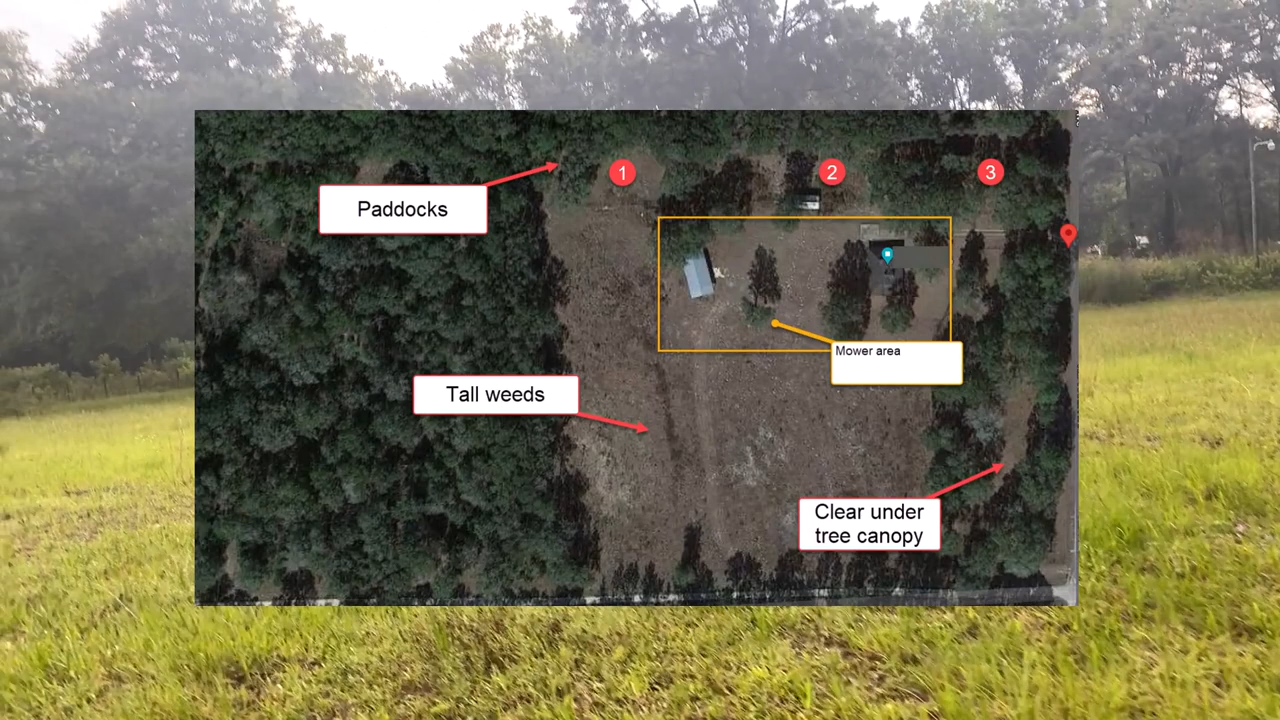 1
2
3
Paddocks
Mower area
Tall weeds
Clear under
tree canopy